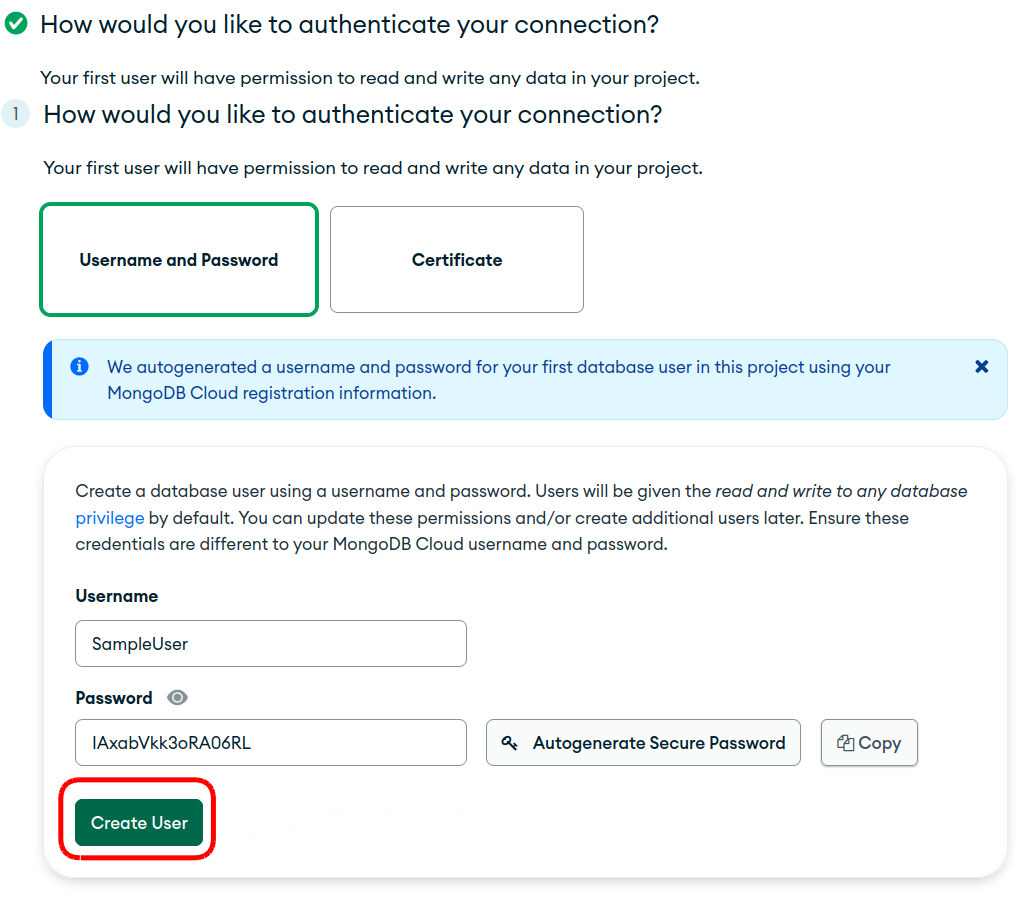 How would you like to authenticate your connection?
Your first user will have permission to read and write any data in your project.
1 How would you like to authenticate your connection?
Your first user will have permission to read and write any data in your project.
Username and Password Certificate
We autogenerated a username and password for your first database user in this project using your
MongoDB Cloud registration information.
Create a database user using a username and password. Users will be given the read and write to any database
privilege by default. You can update these permissions and/or create additional users later. Ensure these
credentials are different to your MongoDB Cloud username and password.
Username
SampleUser
Password
IAxabVkk3oRA06RL Autogenerate Secure Password Copy
Create User